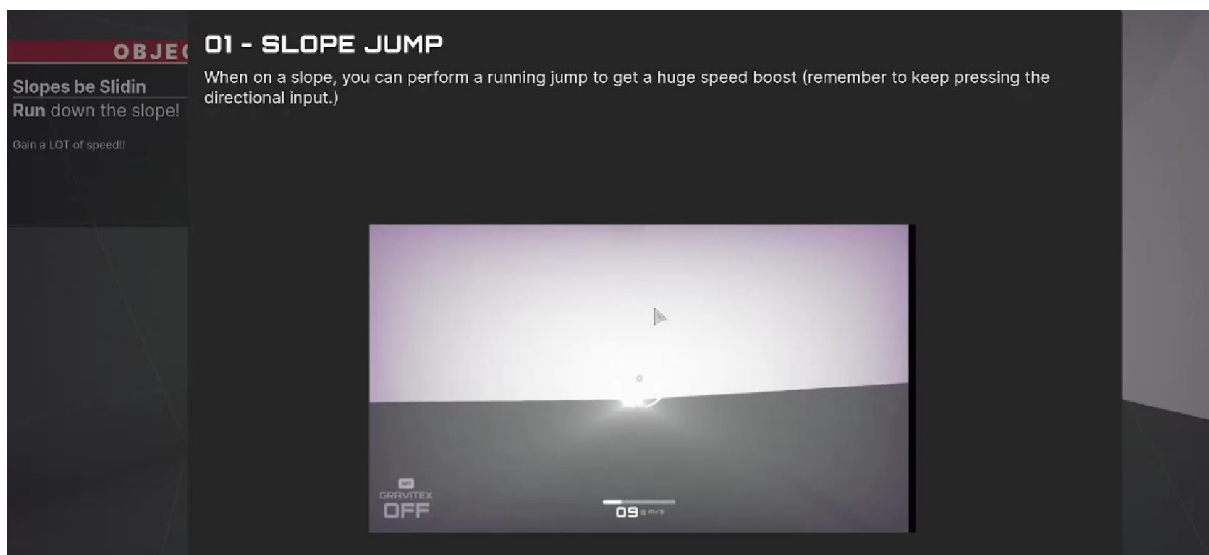 OBJEC
01 - SLOPE JUMP
When on a slope, you can perform a running jump to get a huge speed boost (remember to keep pressing the
directional input.)
Slopes be Slidin
Run down the slope!
Gain a LOT of speed!!
GRAVITEX
OFF
09